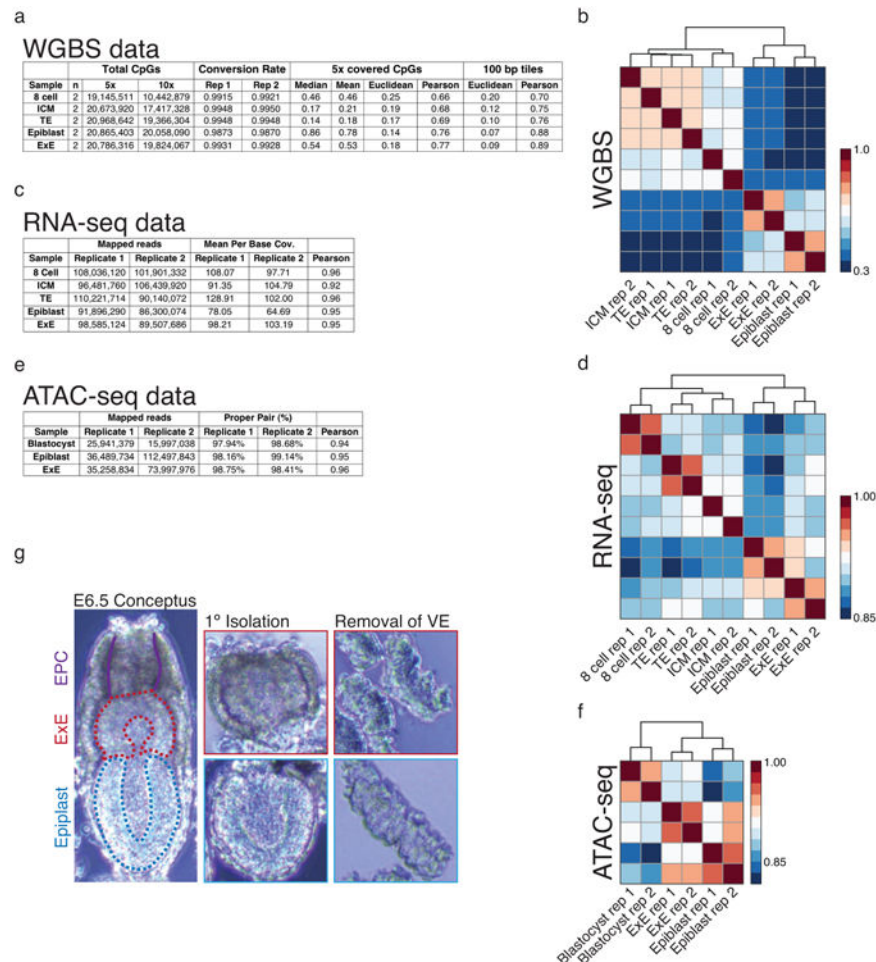 a
WGBS data
Total CpGs Conversion Rate 5x covered CpGs 100 bp tiles
Sample n 5x 10x Rep 1 Rep 2 Median Mean Euclidean Pearson Euclidean Pearson
8 cell 2 19,145,511 10,442,879 0.9915 0.9921 0.46 0.46 0.25 0.66 0.20 0.70
ICM 2 20,673,920 17,417,328 0.9948 0.9950 0.17 0.21 0.19 0.68 0.12 0.75
TE 2 20,968,642 19,366,304 0.9948 0.9948 0.14 0.18 0.17 0.69 0.10 0.76
Epiblast 2 20,865,403 20,058,090 0.9873 0.9870 0.86 0.78 0.14 0.76 0.07 0.88
ExE 2 20,786,316 19,824,067 0.9931 0.9928 0.54 0.53 0.18 0.77 0.09 0.89
b
WGBS
1.0
0.3
ICM rep 2
TE rep 1
ICM rep 1
TE rep 2
8 cell rep 1
8 cell rep 2
ExE rep 1
ExE rep 2
Epiblast rep 1
Epiblast rep 2
c
RNA-seq data
Mapped reads Mean Per Base Cov.
Sample Replicate 1 Replicate 2 Replicate 1 Replicate 2 Pearson
8 Cell 108,036,120 101,901,332 108.07 97.71 0.96
ICM 96,481,760 106,439,920 91.35 104.79 0.92
TE 110,221,714 90,140,072 128.91 102.00 0.96
Epiblast 91,896,290 86,300,074 78.05 64.69 0.95
ExE 98,585,124 89,507,686 98.21 103.19 0.95
d
RNA-seq
1.00
0.85
8 cell rep 1
8 cell rep 2
TE rep 1
TE rep 2
ICM rep 1
ICM rep 2
Epiblast rep 1
Epiblast rep 2
ExE rep 1
ExE rep 2
e
ATAC-seq data
Mapped reads Proper Pair (%)
Sample Replicate 1 Replicate 2 Replicate 1 Replicate 2 Pearson
Blastocyst 25,941,379 15,997,038 97.94% 98.68% 0.94
Epiblast 36,489,734 112,497,843 98.16% 99.14% 0.95
ExE 35,258,834 73,997,976 98.75% 98.41% 0.96
f
ATAC-seq
1.00
0.85
Blastocyst rep 1
Blastocyst rep 2
ExE rep 1
ExE rep 2
Epiblast rep 1
Epiblast rep 2
g
E6.5 Conceptus
1° Isolation
Removal of VE
EPC
ExE
Epiplast